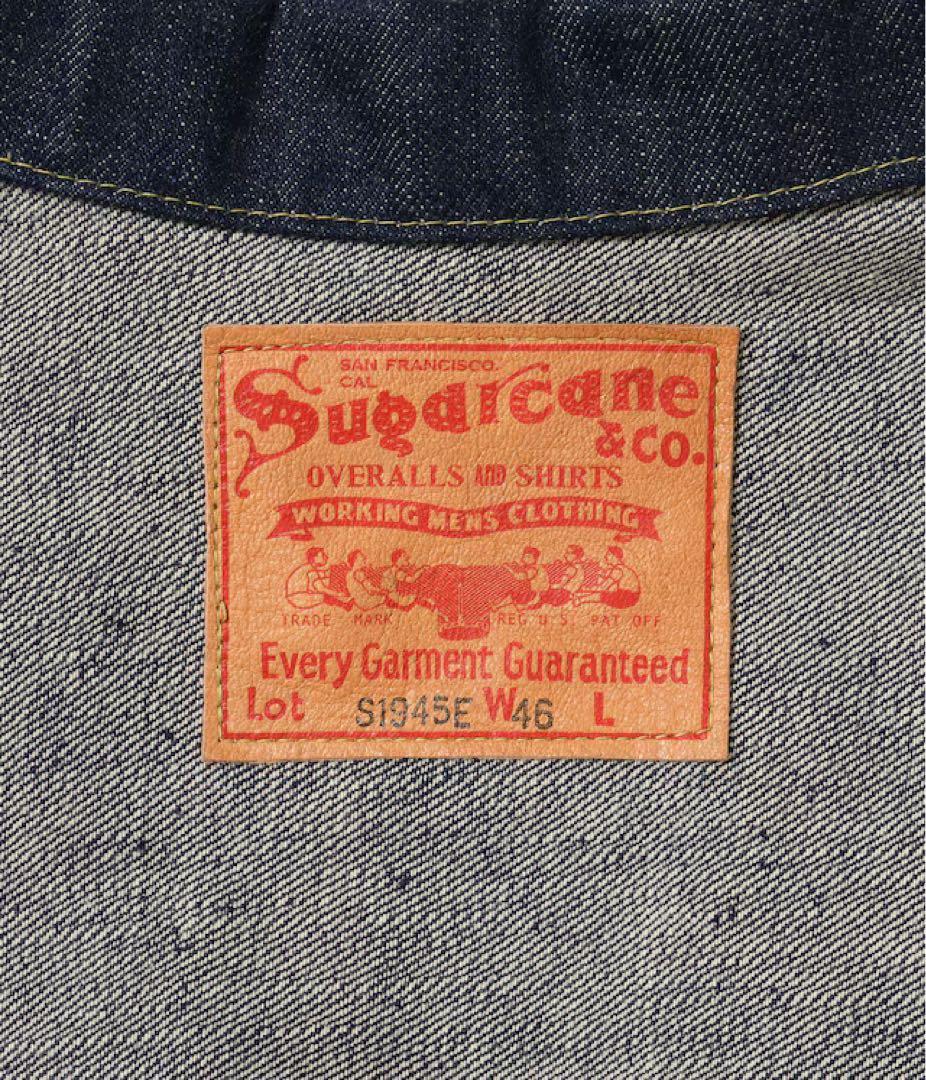 SAN FRANCISCO.
CAL
Sugarcane
& CO.
OVERALLS AND SHIRTS
WORKING MENS CLOTHING
TRADE MARK REG U.S. PAT OFF
Every Garment Guaranteed
Lot S1945E W46 L